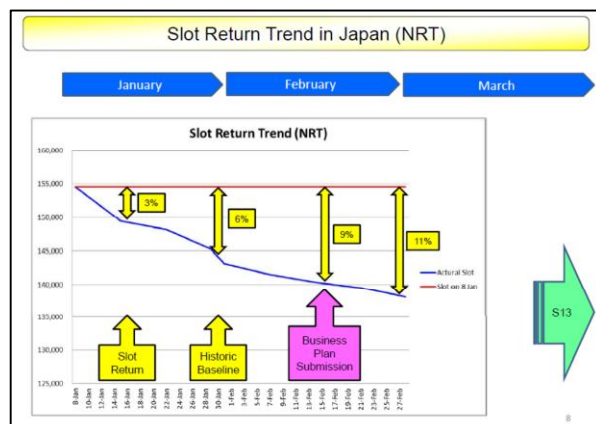 Slot Return Trend in Japan (NRT)
January
February
March
Slot Return Trend (NRT)
160,000
155,000
150,000
145,000
140,000
135,000
130,000
125,000
3%
6%
9%
11%
Actural Slot
Slot on 8 Jan
Slot
Return
Historic
Baseline
Business
Plan
Submission
S13
8-Jan
10-Jan
12-Jan
14-Jan
16-Jan
18-Jan
20-Jan
22-Jan
24-Jan
26-Jan
28-Jan
30-Jan
1-Feb
3-Feb
5-Feb
7-Feb
9-Feb
11-Feb
13-Feb
15-Feb
17-Feb
19-Feb
21-Feb
23-Feb
25-Feb
27-Feb
8